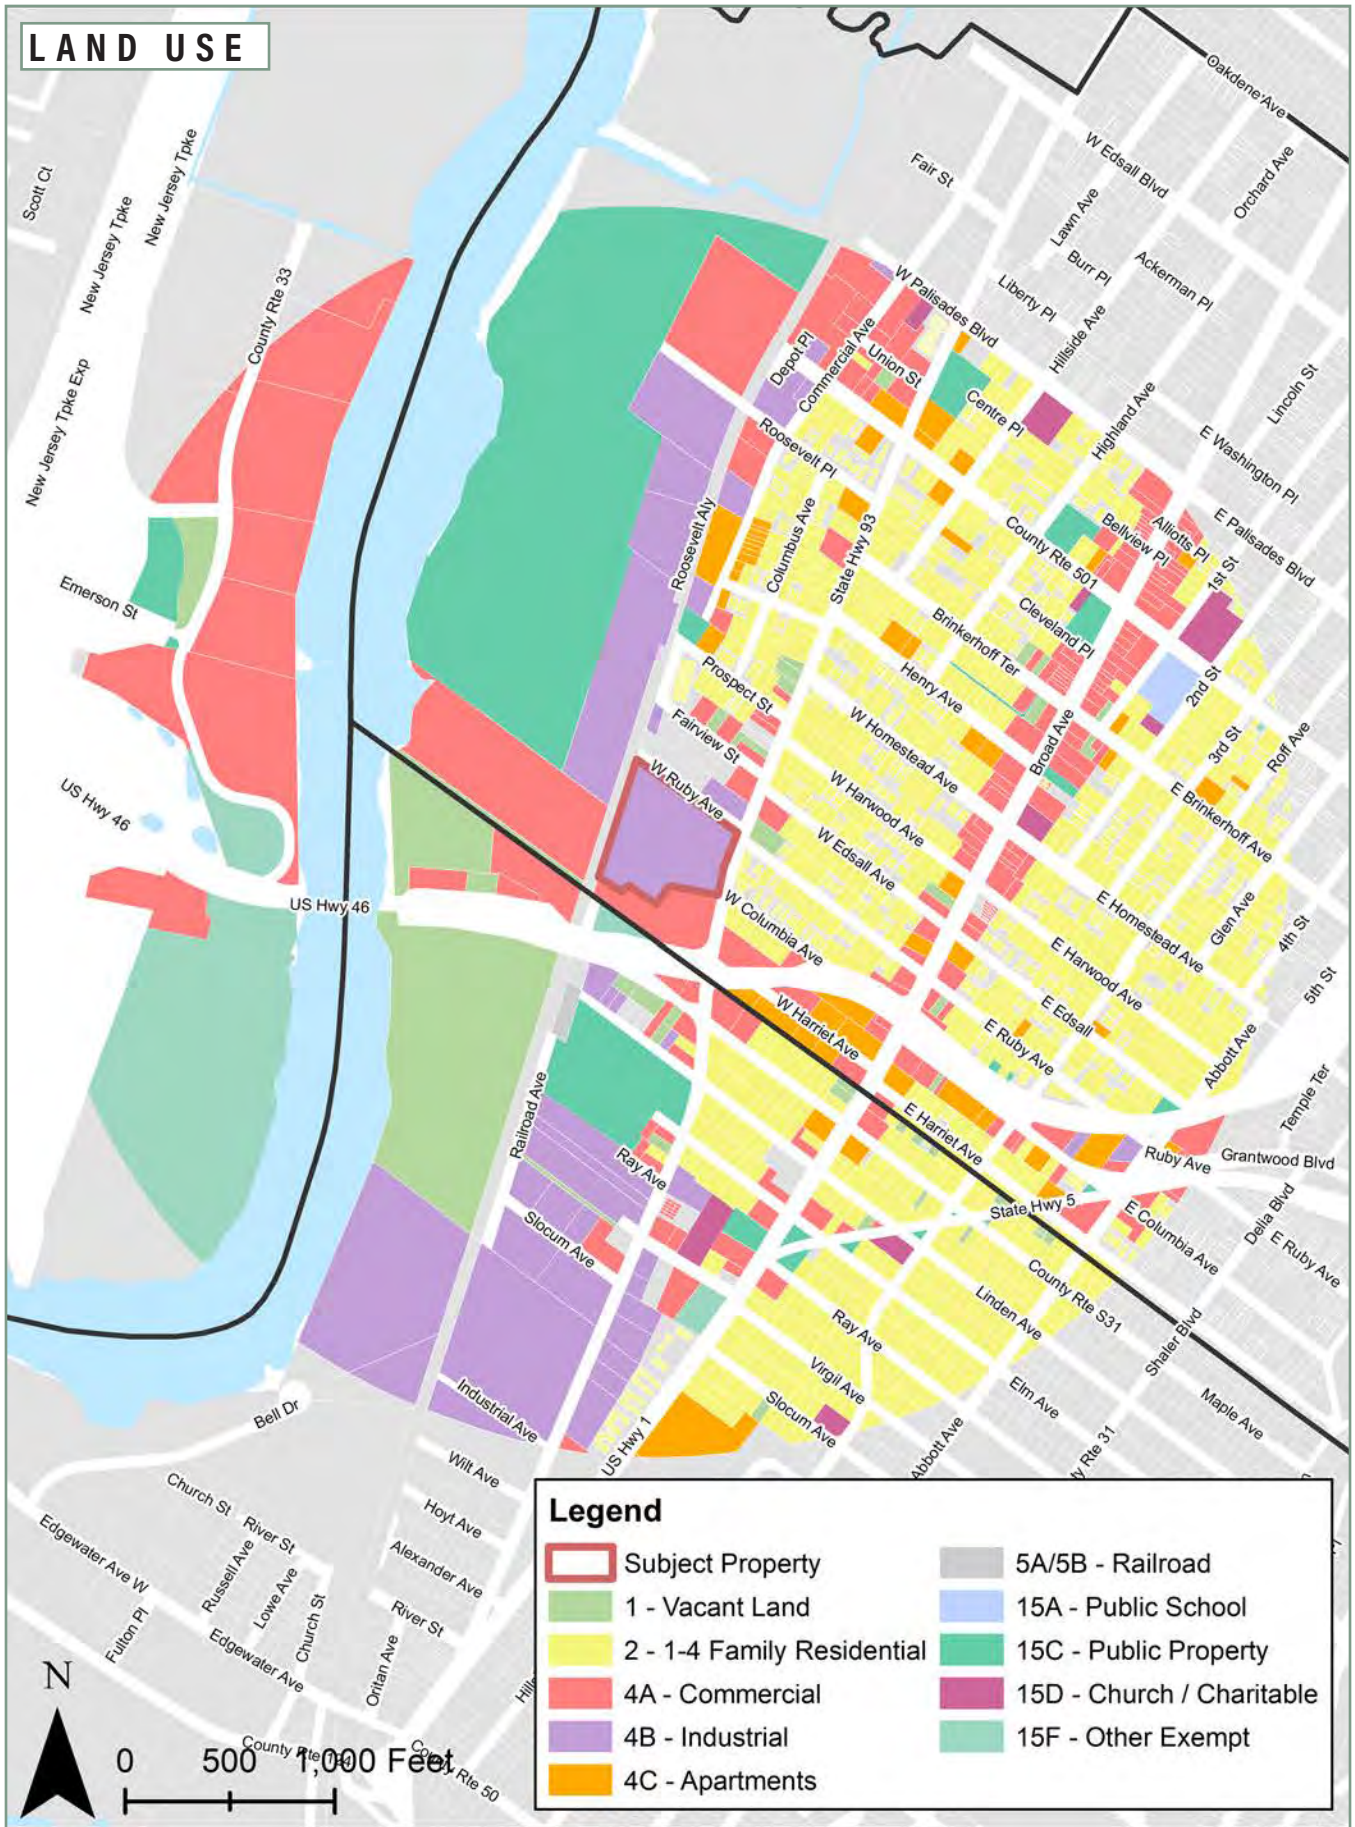 LAND USE
Oakdene Ave
W Edsall Blvd
Orchard Ave
Fair St
Lawn Ave
Scott Ct
New Jersey Tpke
New Jersey Tpke
Burr Pl
Ackerman Pl
Liberty Pl
W Palisades Blvd
Hillside Ave
County Rte 33
Depot Pl
Commercial Ave
Union St
Lincoln St
New Jersey Tpke Exp
Centre Pl
Highland Ave
Roosevelt Pl
E Washington Pl
Roosevelt Aly
Columbus Ave
State Hwy 93
County Rte 501
Bellview Pl
Alliotts Pl
E Palisades Blvd
1st St
Emerson St
Cleveland Pl
Brinkerhoff Ter
Henry Ave
Prospect St
2nd St
Fairview St
W Homestead Ave
Broad Ave
3rd St
Roff Ave
W Ruby Ave
W Harwood Ave
US Hwy 46
E Brinkerhoff Ave
W Edsall Ave
US Hwy 46
W Columbia Ave
E Homestead Ave
Glen Ave
4th St
E Harwood Ave
5th St
E Edsall
W Harriet Ave
E Ruby Ave
Abbott Ave
Temple Ter
Railroad Ave
E Harriet Ave
Ray Ave
Ruby Ave
Grantwood Blvd
State Hwy 5
Slocum Ave
E Columbia Ave
Della Blvd
E Ruby Ave
County Rte S31
Linden Ave
Ray Ave
Shaler Blvd
Virgil Ave
Elm Ave
Maple Ave
Slocum Ave
Industrial Ave
Bell Dr
US Hwy 1
Abbott Ave
ty Rte 31
Wilt Ave
Church St
River St
Hoyt Ave
Edgewater Ave W
Russell Ave
Lowe Ave
Alexander Ave
Church St
River St
Fulton Pl
Edgewater Ave
Oritan Ave
County Rte 50
Legend
Subject Property
1 - Vacant Land
2 - 1-4 Family Residential
4A - Commercial
4B - Industrial
4C - Apartments
5A/5B - Railroad
15A - Public School
15C - Public Property
15D - Church / Charitable
15F - Other Exempt
N
0 500 1,000 Feet